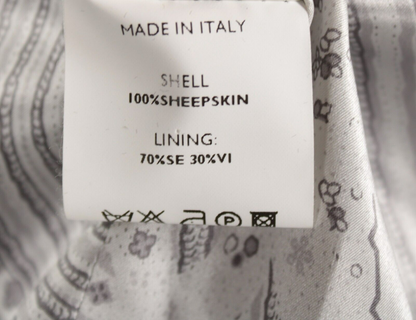 MADE IN ITALY
SHELL
100%SHEEPSKIN
LINING:
70%SE 30%VI
P